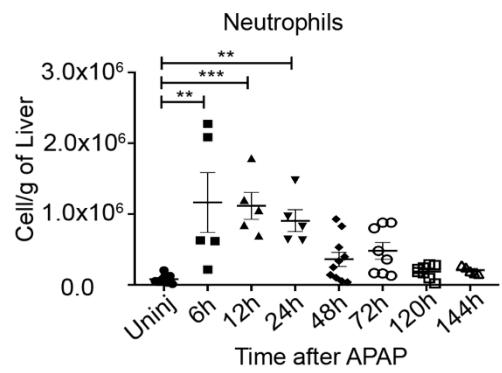 Neutrophils
**
***
**
3.0x10⁶
2.0x10⁶
1.0x10⁶
0.0
Cell/g of Liver
Uninj 6h 12h 24h 48h 72h 120h 144h
Time after APAP